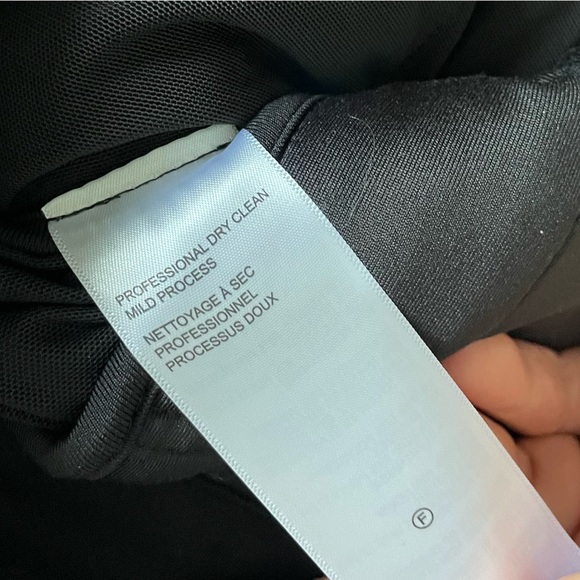 PROFESSIONAL DRY CLEAN
MILD PROCESS
NETTOYAGE À SEC
PROFESSIONNEL
PROCESSUS DOUX
F